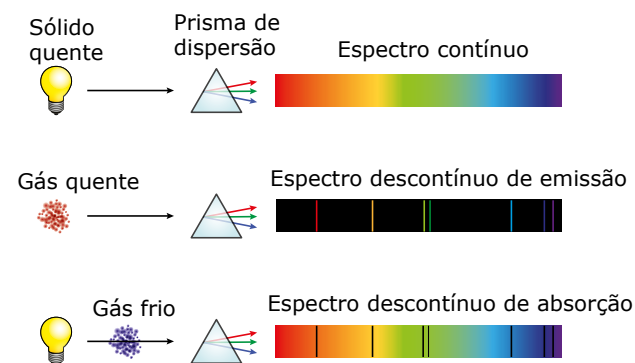 Sólido
quente
Prisma de
dispersão
Espectro contínuo
Gás quente
Espectro descontínuo de emissão
Gás frio
Espectro descontínuo de absorção